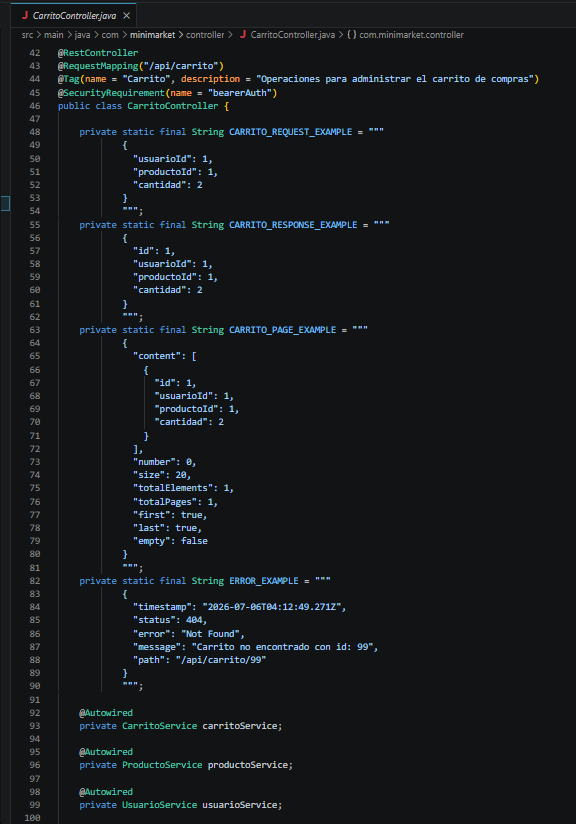 J CarritoController.java ×
src > main > java > com > minimarket > controller > J CarritoController.java > { } com.minimarket.controller
42 @RestController
43 @RequestMapping("/api/carrito")
44 @Tag(name = "Carrito", description = "Operaciones para administrar el carrito de compras")
45 @SecurityRequirement(name = "bearerAuth")
46 public class CarritoController {
47
48     private static final String CARRITO_REQUEST_EXAMPLE = """
49             {
50               "usuarioId": 1,
51               "productoId": 1,
52               "cantidad": 2
53             }
54             """;
55     private static final String CARRITO_RESPONSE_EXAMPLE = """
56             {
57               "id": 1,
58               "usuarioId": 1,
59               "productoId": 1,
60               "cantidad": 2
61             }
62             """;
63     private static final String CARRITO_PAGE_EXAMPLE = """
64             {
65               "content": [
66                 {
67                   "id": 1,
68                   "usuarioId": 1,
69                   "productoId": 1,
70                   "cantidad": 2
71                 }
72               ],
73               "number": 0,
74               "size": 20,
75               "totalElements": 1,
76               "totalPages": 1,
77               "first": true,
78               "last": true,
79               "empty": false
80             }
81             """;
82     private static final String ERROR_EXAMPLE = """
83             {
84               "timestamp": "2026-07-06T04:12:49.271Z",
85               "status": 404,
86               "error": "Not Found",
87               "message": "Carrito no encontrado con id: 99",
88               "path": "/api/carrito/99"
89             }
90             """;
91
92     @Autowired
93     private CarritoService carritoService;
94
95     @Autowired
96     private ProductoService productoService;
97
98     @Autowired
99     private UsuarioService usuarioService;
100